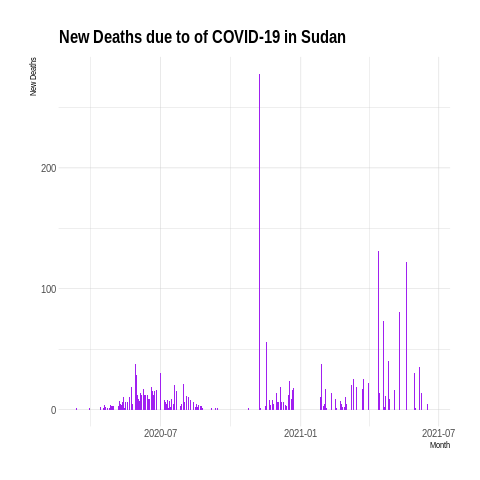 New Deaths due to of COVID-19 in Sudan
New Deaths
200
100
0
2020-07
2021-01
2021-07
Month